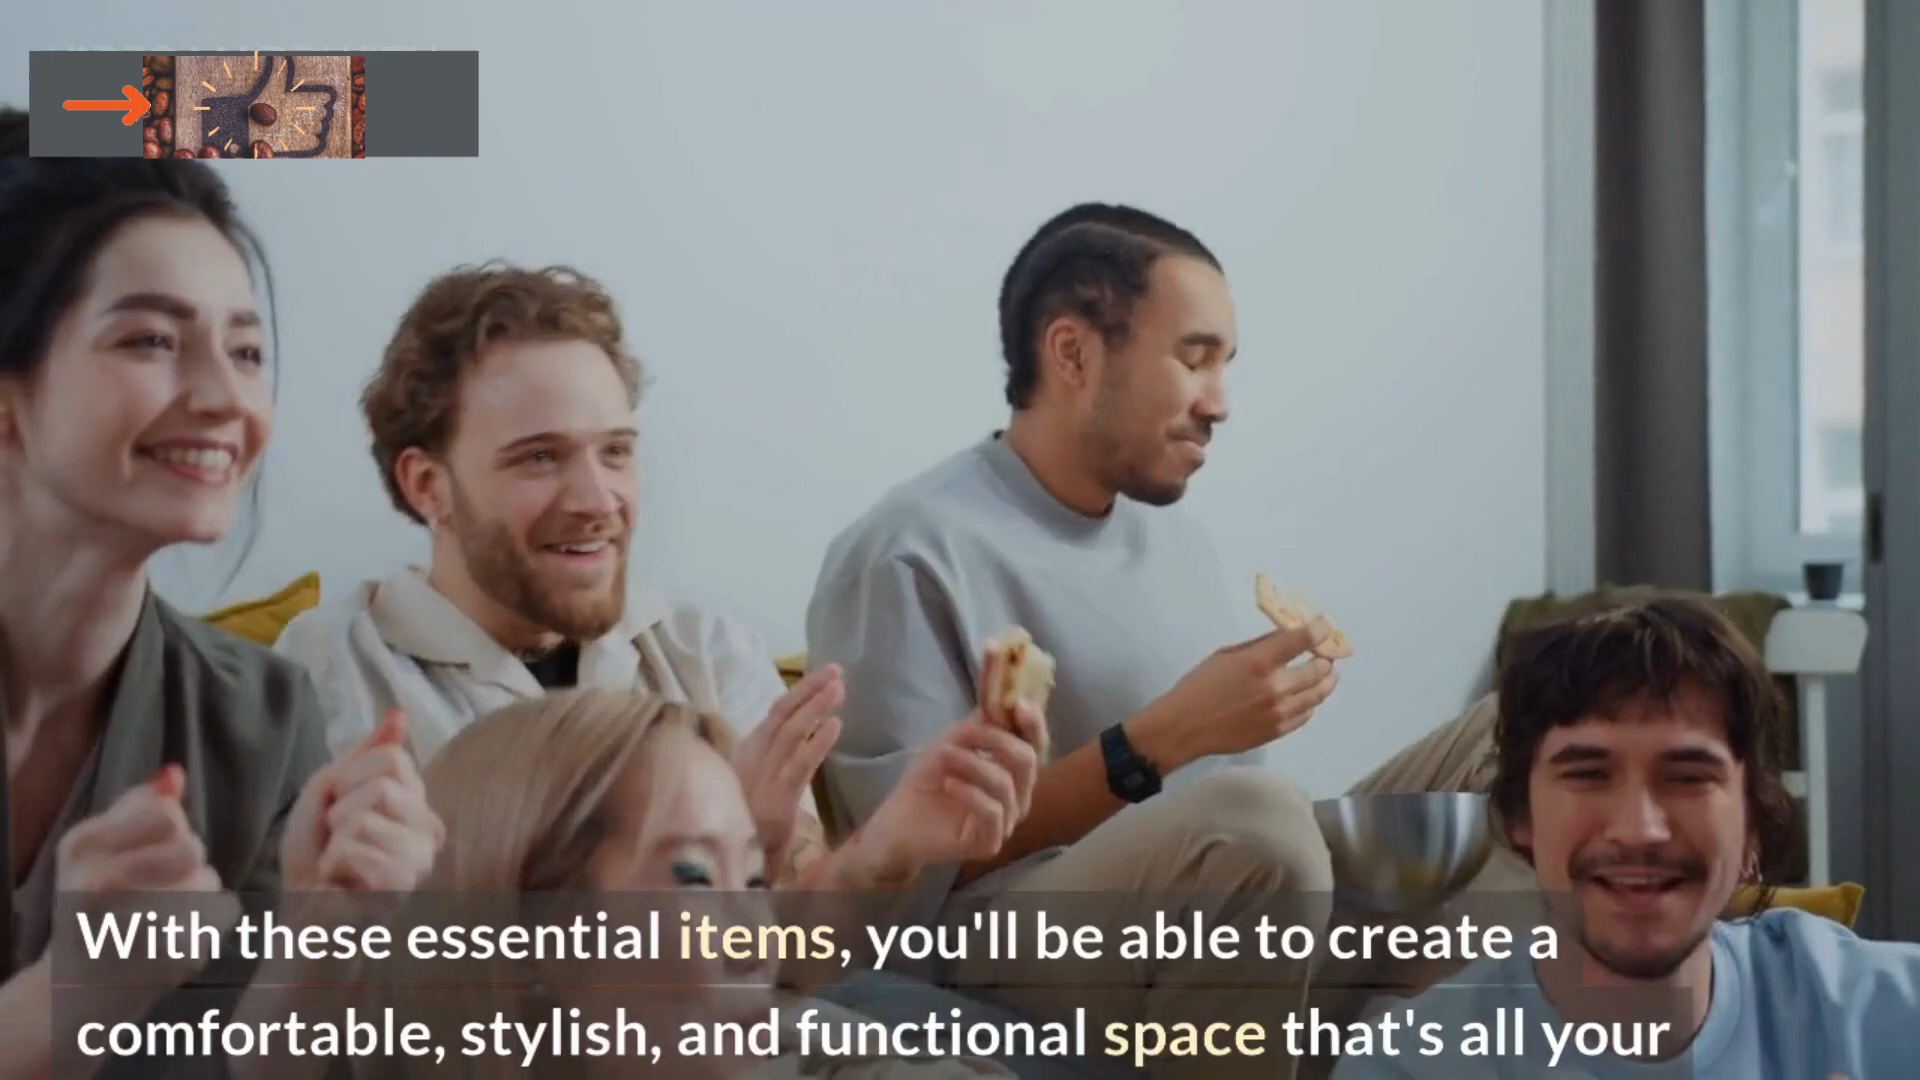 With these essential items, you'll be able to create a
comfortable, stylish, and functional space that's all your